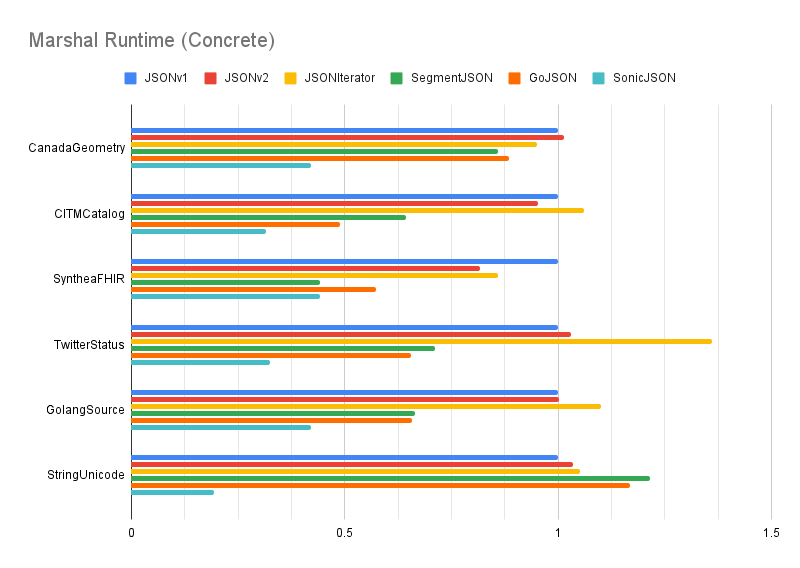 Marshal Runtime (Concrete)
JSONv1 JSONv2 JSONIterator SegmentJSON GoJSON SonicJSON
CanadaGeometry
CITMCatalog
SyntheaFHIR
TwitterStatus
GolangSource
StringUnicode
0 0.5 1 1.5